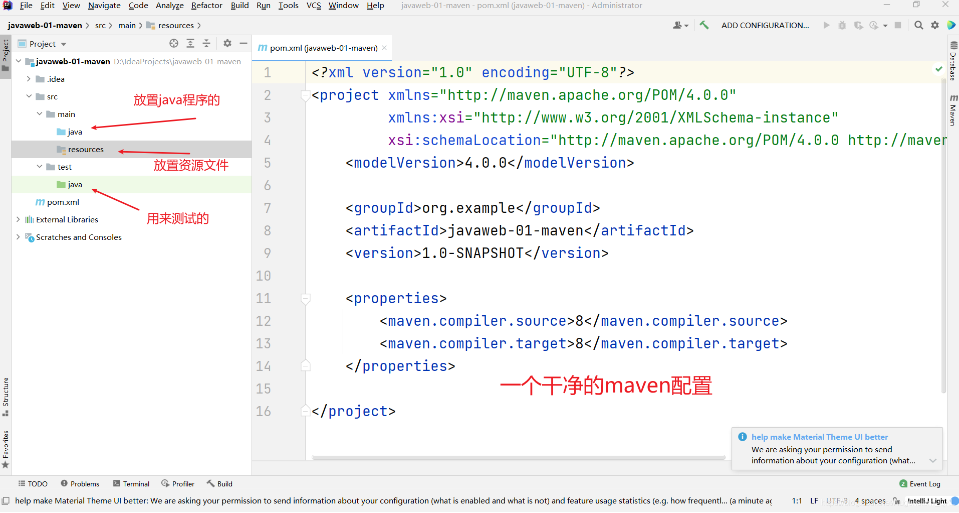 File Edit View Navigate Code Analyze Refactor Build Run Tools VCS Window Help javaweb-01-maven - pom.xml (javaweb-01-maven) - Administrator
javaweb-01-maven > src > main > resources >
ADD CONFIGURATION...
Project
Project
pom.xml (javaweb-01-maven)
javaweb-01-maven D:\IdeaProjects\javaweb-01-maven
.idea
src
main
java
resources
test
java
pom.xml
External Libraries
Scratches and Consoles
放置java程序的
放置资源文件
用来测试的
1 <?xml version="1.0" encoding="UTF-8"?>
2 <project xmlns="http://maven.apache.org/POM/4.0.0"
3 xmlns:xsi="http://www.w3.org/2001/XMLSchema-instance"
4 xsi:schemaLocation="http://maven.apache.org/POM/4.0.0 http://maven
5 <modelVersion>4.0.0</modelVersion>
6
7 <groupId>org.example</groupId>
8 <artifactId>javaweb-01-maven</artifactId>
9 <version>1.0-SNAPSHOT</version>
10
11 <properties>
12 <maven.compiler.source>8</maven.compiler.source>
13 <maven.compiler.target>8</maven.compiler.target>
14 </properties>
15
16 </project>
一个干净的maven配置
Database
Maven
Structure
Favorites
help make Material Theme UI better
We are asking your permission to send
information about your configuration (what...
TODO Problems Terminal Profiler Build
2 Event Log
help make Material Theme UI better: We are asking your permission to send information about your configuration (what is enabled and what is not) and feature usage statistics (e.g. how frequentl... (a minute ag
1:1 LF UTF-8 4 spaces IntelliJ Light